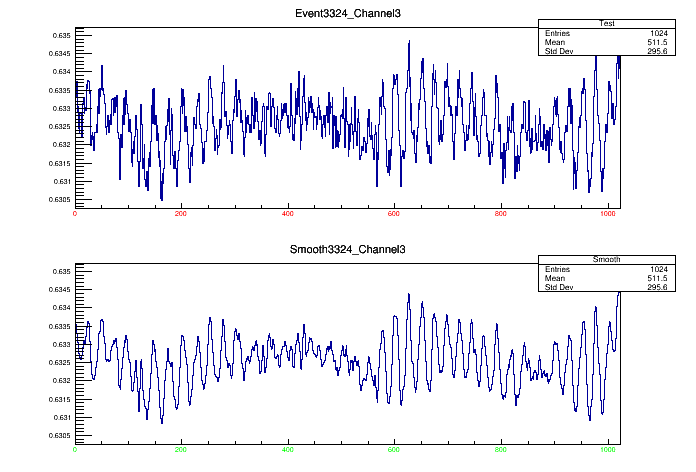 Event3324_Channel3
Test
Entries 1024
Mean 511.5
Std Dev 295.6
0.635
0.6345
0.634
0.6335
0.633
0.6325
0.632
0.6315
0.631
0.6305
0 200 400 600 800 1000
Smooth3324_Channel3
Smooth
Entries 1024
Mean 511.5
Std Dev 295.6
0.635
0.6345
0.634
0.6335
0.633
0.6325
0.632
0.6315
0.631
0.6305
0 200 400 600 800 1000